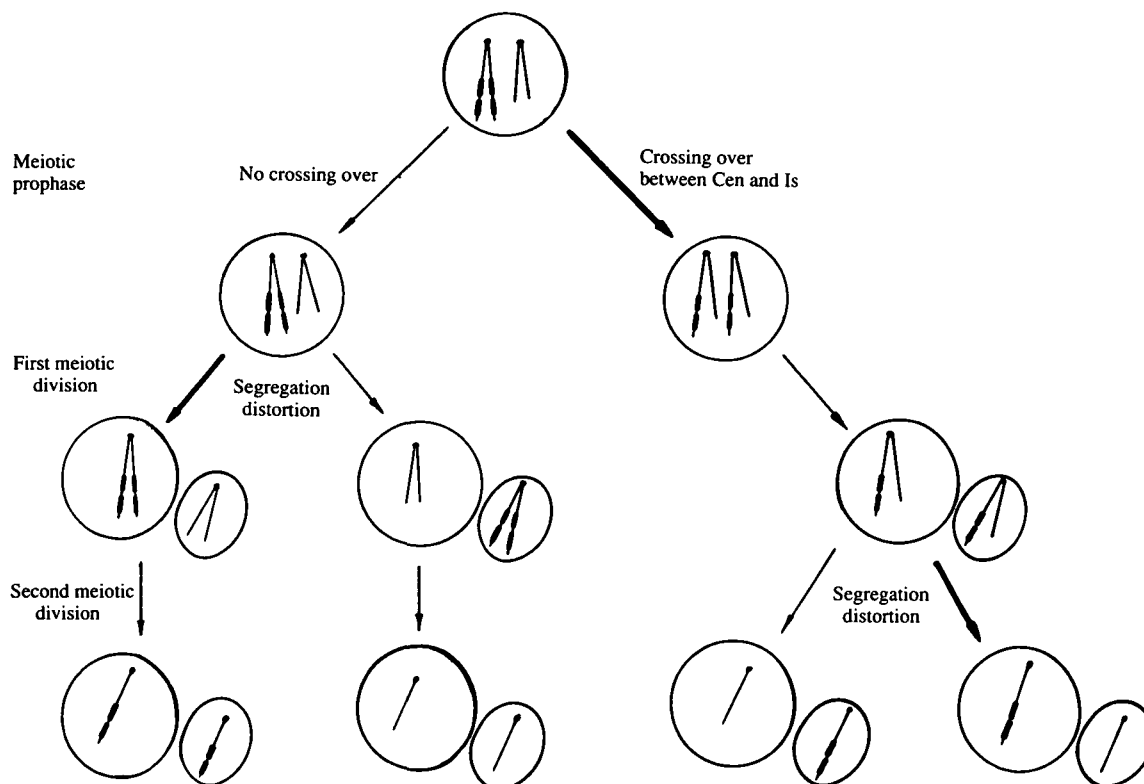 Meiotic
prophase
No crossing over
Crossing over
between Cen and Is
First meiotic
division
Segregation
distortion
Second meiotic
division
Segregation
distortion